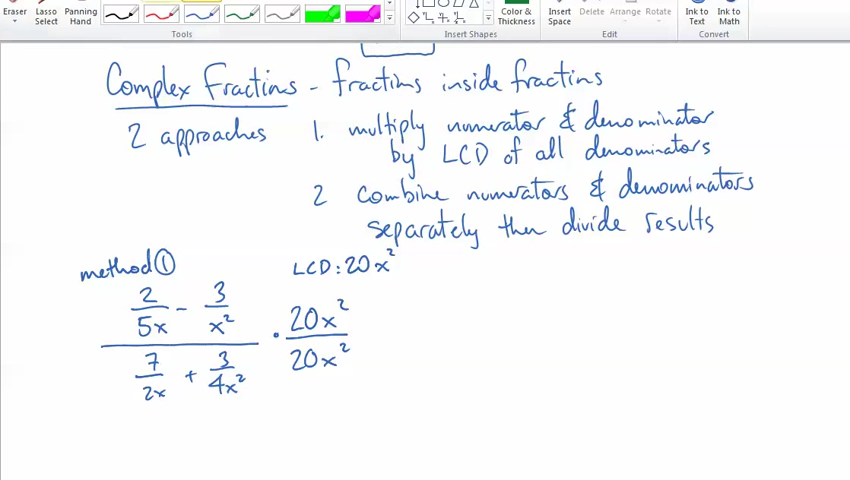 Eraser Lasso Select Panning Hand Color & Thickness Insert Space Delete Arrange Rotate Ink to Text Ink to Math
Tools Insert Shapes Edit Convert
Complex Fractions - fractions inside fractions
2 approaches 1. multiply numerator & denominator
by LCD of all denominators
2 combine numerators & denominators
separately then divide results
method ① LCD: 20x²
2/5x - 3/x² · 20x²
7/2x + 3/4x² 20x²